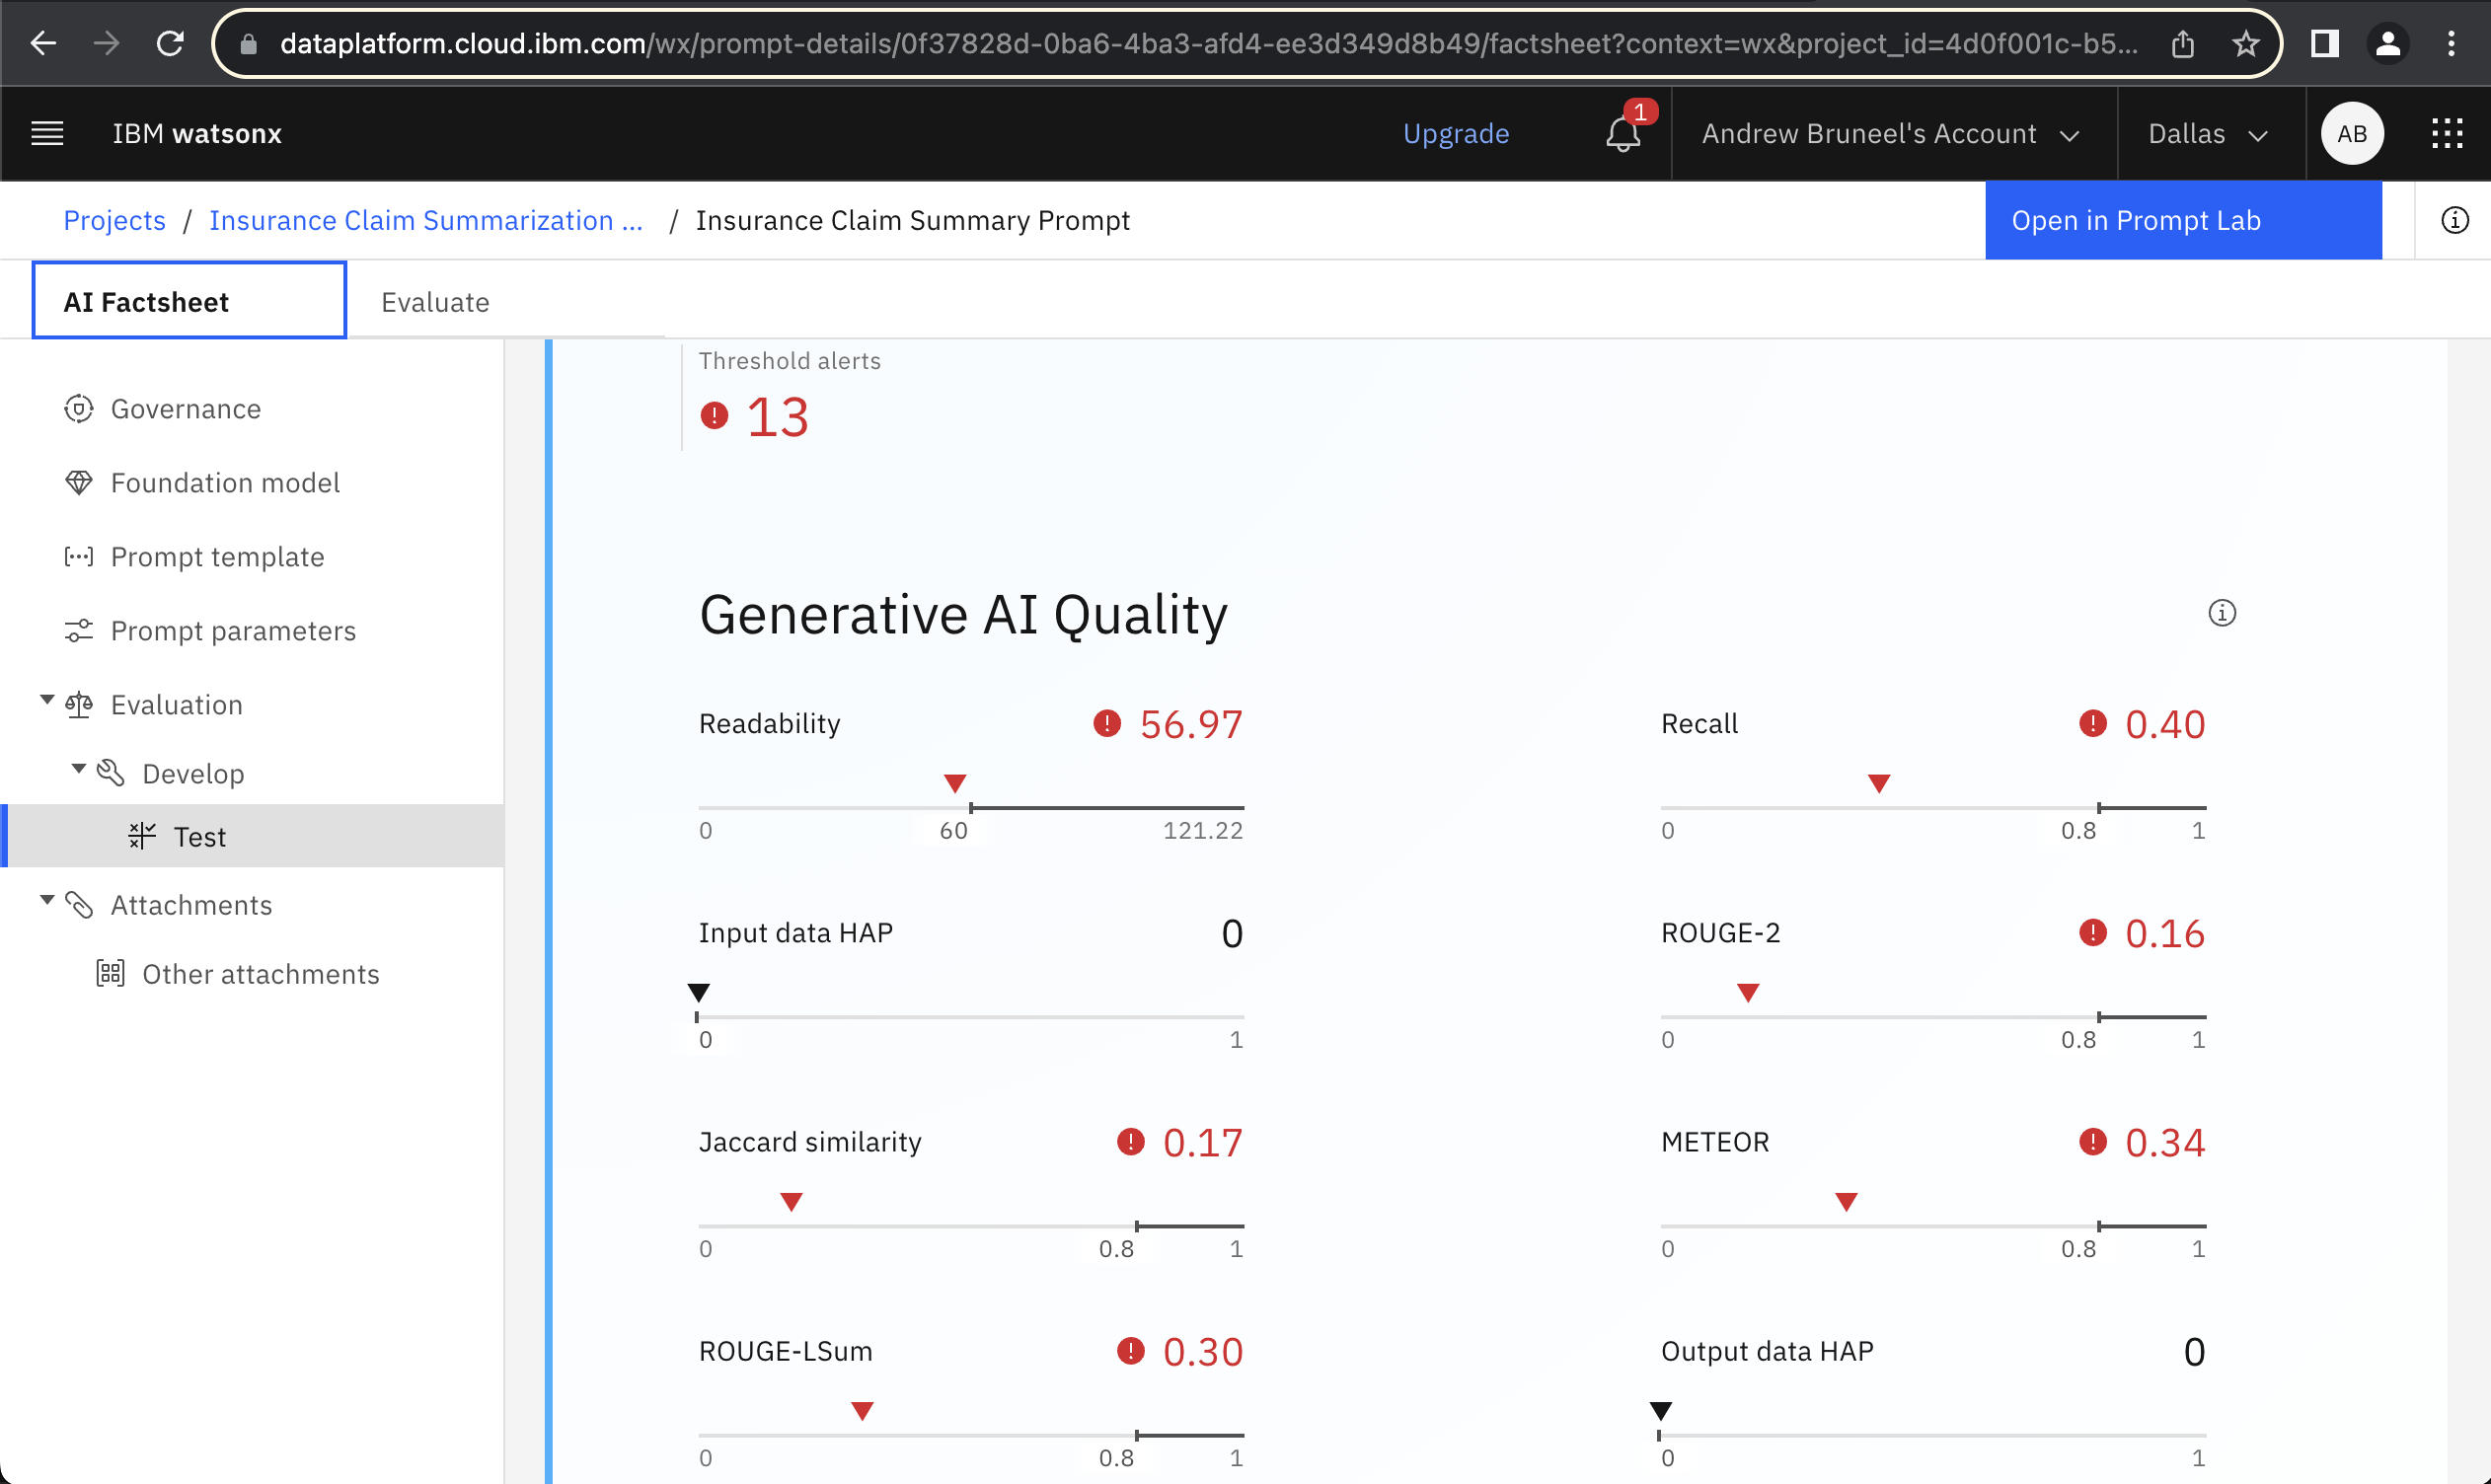 dataplatform.cloud.ibm.com/wx/prompt-details/0f37828d-0ba6-4ba3-afd4-ee3d349d8b49/factsheet?context=wx&project_id=4d0f001c-b5...
IBM watsonx
Upgrade
1
Andrew Bruneel's Account
Dallas
AB
Projects / Insurance Claim Summarization ... / Insurance Claim Summary Prompt
Open in Prompt Lab
AI Factsheet
Evaluate
Governance
Foundation model
Prompt template
Prompt parameters
Evaluation
Develop
Test
Attachments
Other attachments
Threshold alerts
13
Generative AI Quality
Readability 56.97
0 60 121.22
Recall 0.40
0 0.8 1
Input data HAP 0
0 1
ROUGE-2 0.16
0 0.8 1
Jaccard similarity 0.17
0 0.8 1
METEOR 0.34
0 0.8 1
ROUGE-LSum 0.30
0 0.8 1
Output data HAP 0
0 1